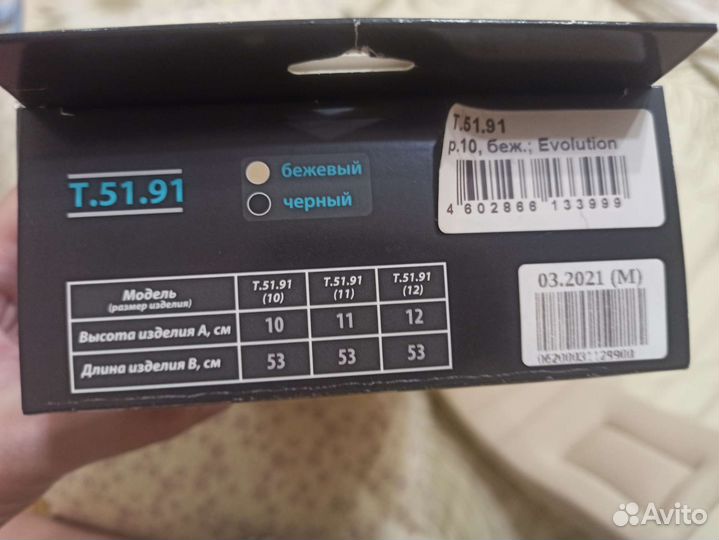 Т.51.91
бежевый
черный
Т.51.91
р.10, беж.; Evolution
4 602866 133999
03.2021 (М)
Модель (размер изделия) Т.51.91 (10) Т.51.91 (11) Т.51.91 (12)
Высота изделия А, см 10 11 12
Длина изделия В, см 53 53 53
Avito